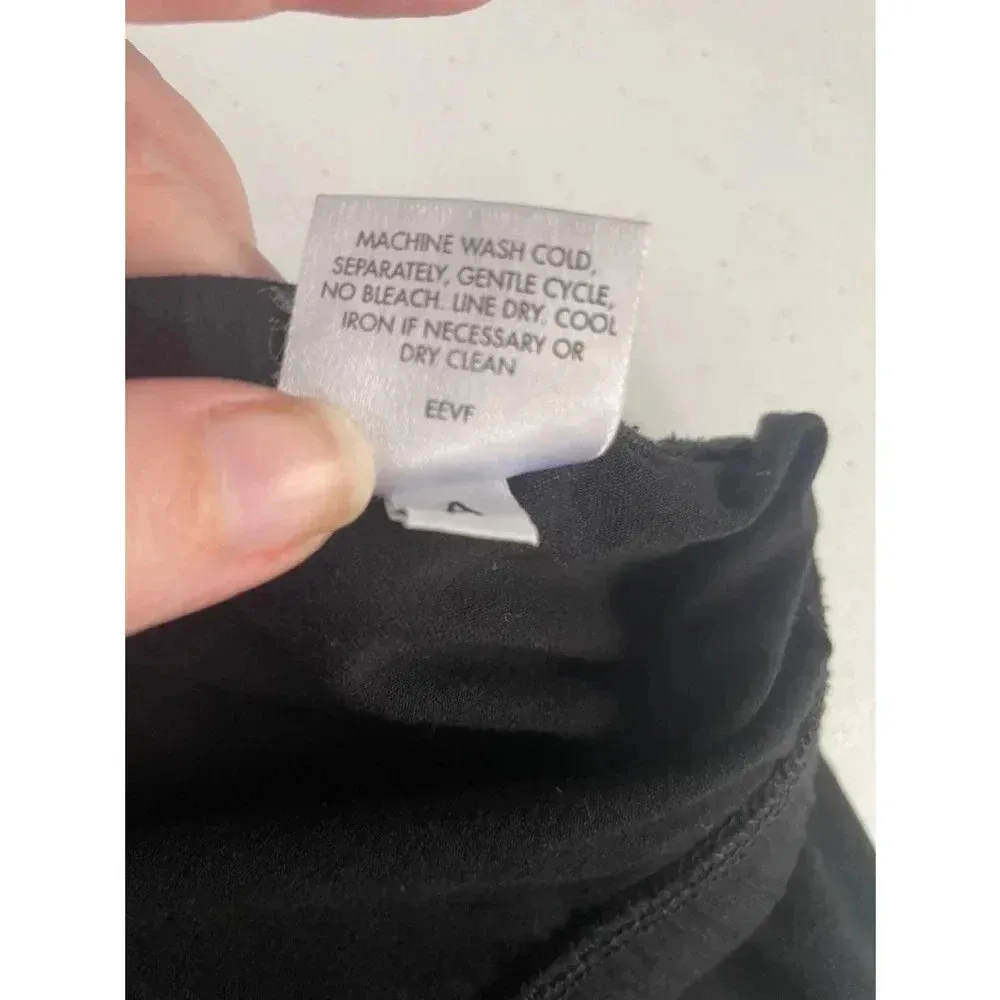 MACHINE WASH COLD,
SEPARATELY, GENTLE CYCLE,
NO BLEACH. LINE DRY. COOL
IRON IF NECESSARY OR
DRY CLEAN
EEVF